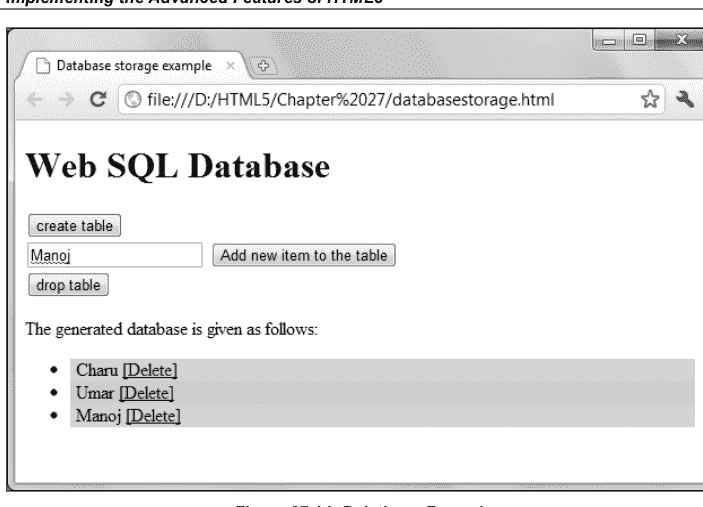 Implementing the Advanced Features of HTML5
Database storage example
file:///D:/HTML5/Chapter%2027/databasestorage.html
Web SQL Database
create table
Manoj Add new item to the table
drop table
The generated database is given as follows:
• Charu [Delete]
• Umar [Delete]
• Manoj [Delete]